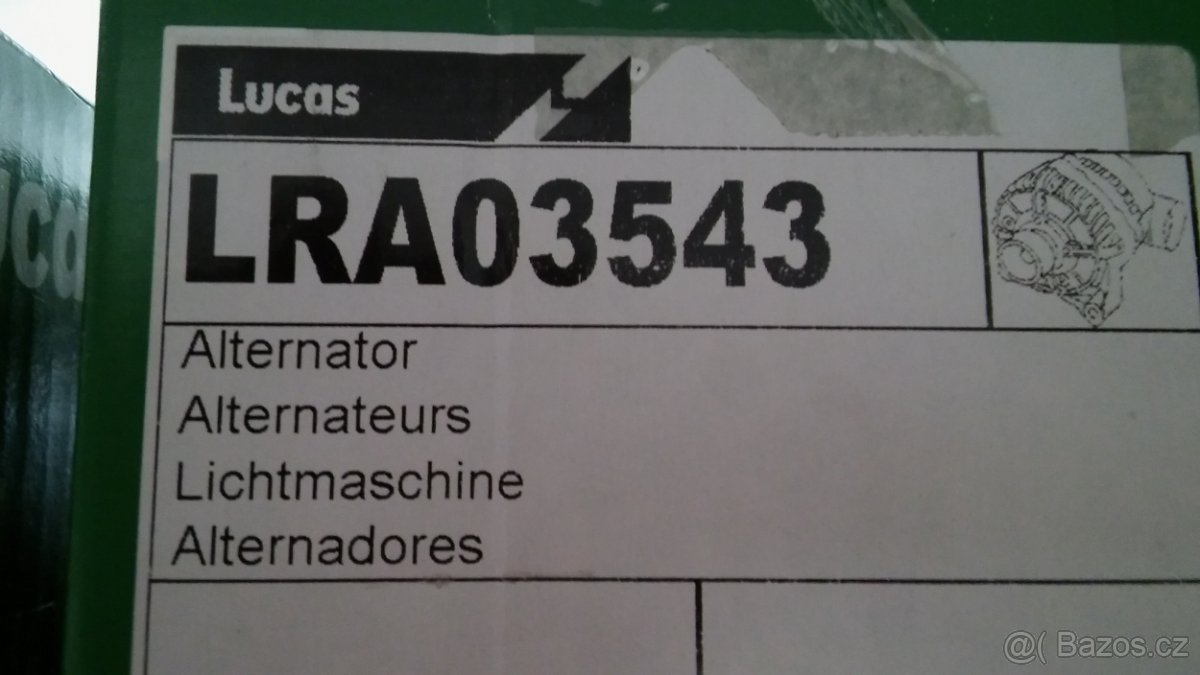 Lucas
LRA03543
Alternator
Alternateurs
Lichtmaschine
Alternadores
@( Bazos.cz